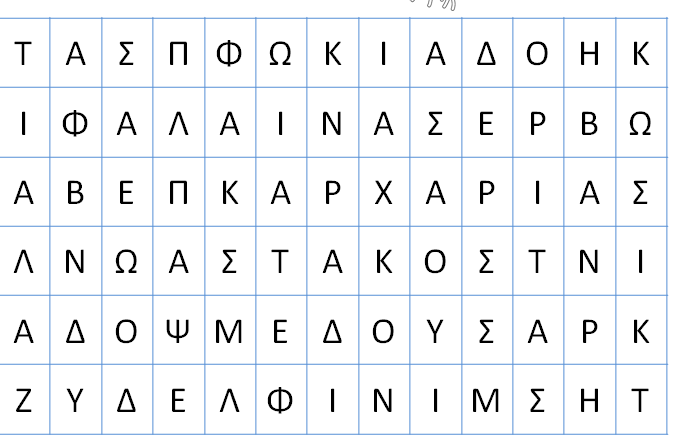 Τ Α Σ Π Φ Ω Κ Ι Α Δ Ο Η Κ
Ι Φ Α Λ Α Ι Ν Α Σ Ε Ρ Β Ω
Α Β Ε Π Κ Α Ρ Χ Α Ρ Ι Α Σ
Λ Ν Ω Α Σ Τ Α Κ Ο Σ Τ Ν Ι
Α Δ Ο Ψ Μ Ε Δ Ο Υ Σ Α Ρ Κ
Ζ Υ Δ Ε Λ Φ Ι Ν Ι Μ Σ Η Τ